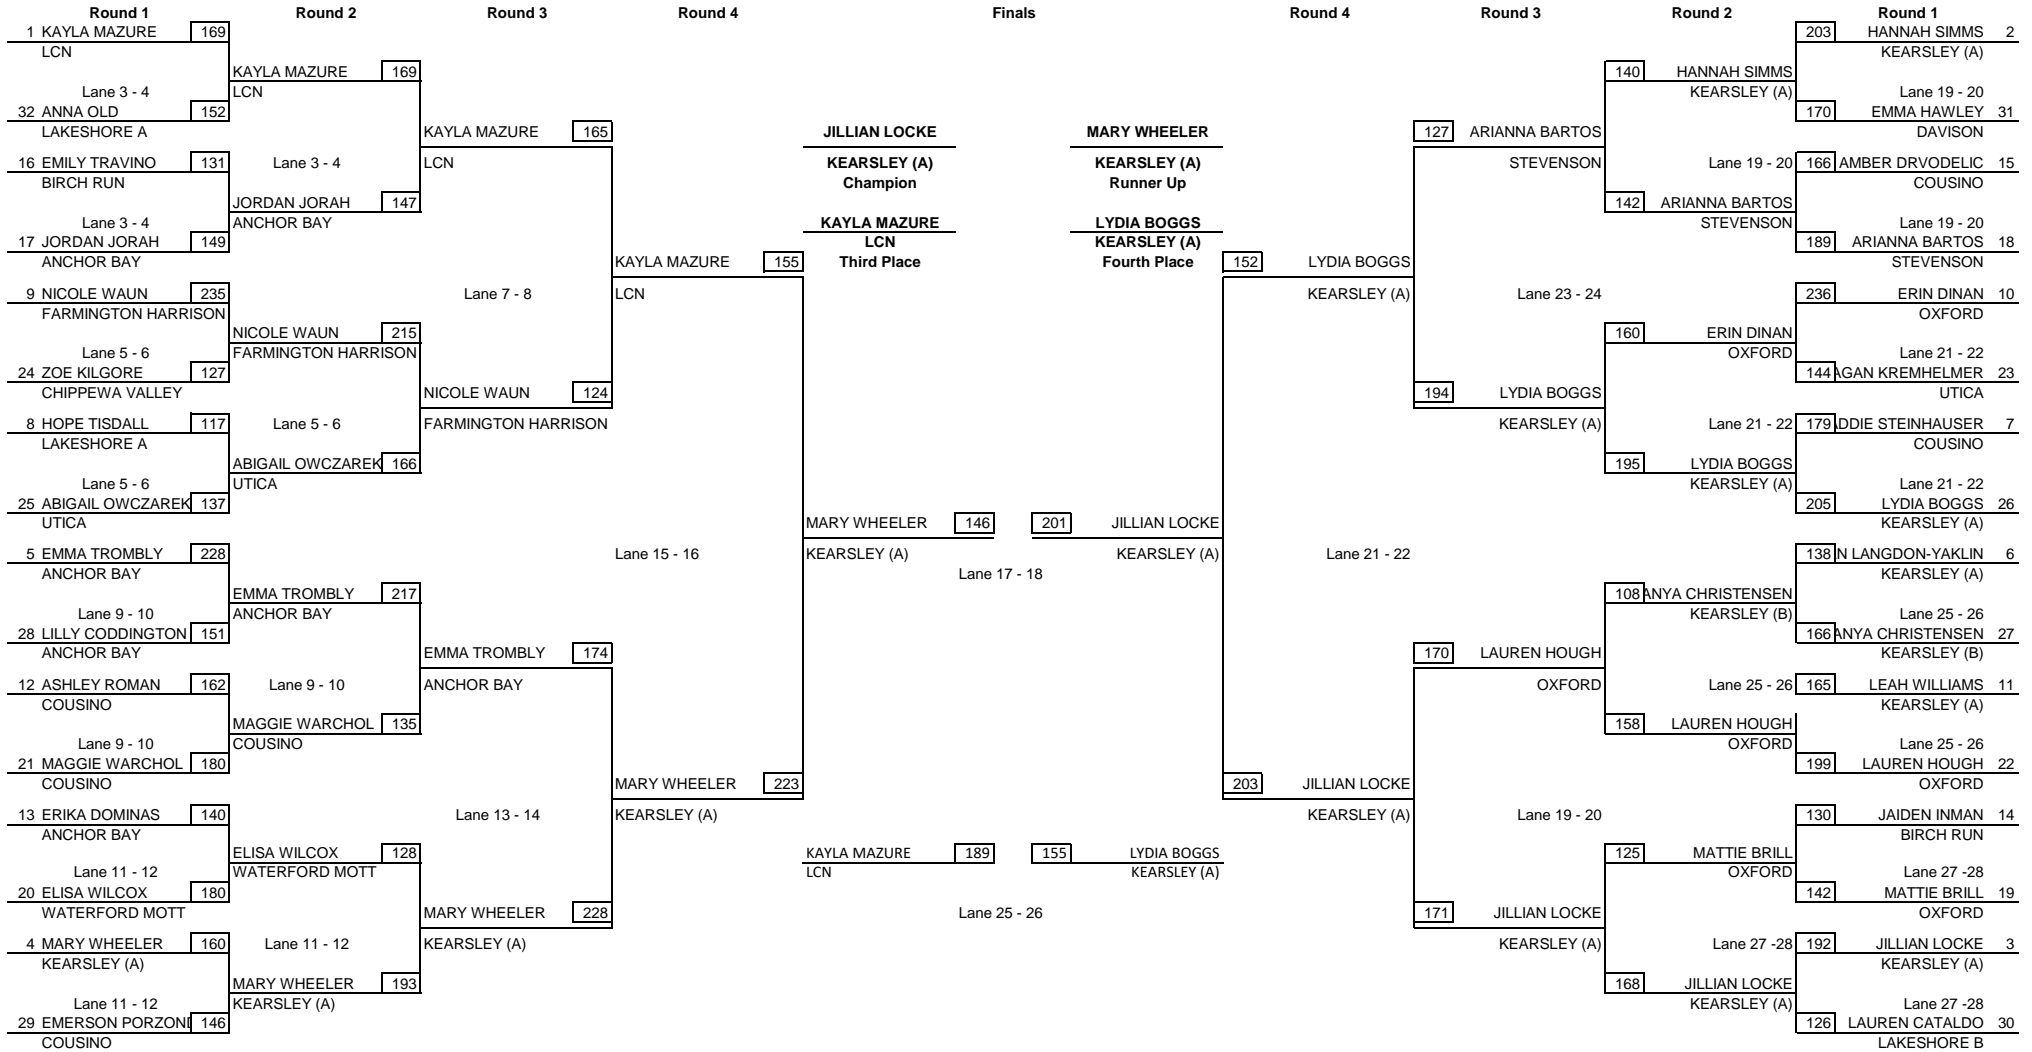 Round 1 Round 2 Round 3 Round 4 Finals Round 4 Round 3 Round 2 Round 1
1 KAYLA MAZURE 169
LCN
Lane 3 - 4
32 ANNA OLD 152
LAKESHORE A
16 EMILY TRAVINO 131
BIRCH RUN
Lane 3 - 4
17 JORDAN JORAH 149
ANCHOR BAY
9 NICOLE WAUN 235
FARMINGTON HARRISON
Lane 5 - 6
24 ZOE KILGORE 127
CHIPPEWA VALLEY
8 HOPE TISDALL 117
LAKESHORE A
Lane 5 - 6
25 ABIGAIL OWCZAREK 137
UTICA
5 EMMA TROMBLY 228
ANCHOR BAY
Lane 9 - 10
28 LILLY CODDINGTON 151
ANCHOR BAY
12 ASHLEY ROMAN 162
COUSINO
Lane 9 - 10
21 MAGGIE WARCHOL 180
COUSINO
13 ERIKA DOMINAS 140
ANCHOR BAY
Lane 11 - 12
20 ELISA WILCOX 180
WATERFORD MOTT
4 MARY WHEELER 160
KEARSLEY (A)
Lane 11 - 12
29 EMERSON PORZOND 146
COUSINO
KAYLA MAZURE 169
LCN
Lane 3 - 4
JORDAN JORAH 147
ANCHOR BAY
NICOLE WAUN 215
FARMINGTON HARRISON
Lane 5 - 6
ABIGAIL OWCZAREK 166
UTICA
EMMA TROMBLY 217
ANCHOR BAY
Lane 9 - 10
MAGGIE WARCHOL 135
COUSINO
ELISA WILCOX 128
WATERFORD MOTT
Lane 11 - 12
MARY WHEELER 193
KEARSLEY (A)
KAYLA MAZURE 165
LCN
Lane 7 - 8
NICOLE WAUN 124
FARMINGTON HARRISON
EMMA TROMBLY 174
ANCHOR BAY
Lane 13 - 14
MARY WHEELER 228
KEARSLEY (A)
KAYLA MAZURE 155
LCN
Lane 15 - 16
MARY WHEELER 223
KEARSLEY (A)
JILLIAN LOCKE
KEARSLEY (A)
Champion
MARY WHEELER
KEARSLEY (A)
Runner Up
KAYLA MAZURE
LCN
Third Place
LYDIA BOGGS
KEARSLEY (A)
Fourth Place
MARY WHEELER 146
KEARSLEY (A)
201 JILLIAN LOCKE
KEARSLEY (A)
Lane 17 - 18
KAYLA MAZURE 189
LCN
155 LYDIA BOGGS
KEARSLEY (A)
Lane 25 - 26
152 LYDIA BOGGS
KEARSLEY (A)
Lane 21 - 22
203 JILLIAN LOCKE
KEARSLEY (A)
127 ARIANNA BARTOS
STEVENSON
Lane 23 - 24
194 LYDIA BOGGS
KEARSLEY (A)
170 LAUREN HOUGH
OXFORD
Lane 19 - 20
171 JILLIAN LOCKE
KEARSLEY (A)
140 HANNAH SIMMS
KEARSLEY (A)
Lane 19 - 20
142 ARIANNA BARTOS
STEVENSON
160 ERIN DINAN
OXFORD
Lane 21 - 22
195 LYDIA BOGGS
KEARSLEY (A)
108 ANYA CHRISTENSEN
KEARSLEY (B)
Lane 25 - 26
158 LAUREN HOUGH
OXFORD
125 MATTIE BRILL
OXFORD
Lane 27 -28
168 JILLIAN LOCKE
KEARSLEY (A)
203 HANNAH SIMMS 2
KEARSLEY (A)
Lane 19 - 20
170 EMMA HAWLEY 31
DAVISON
166 AMBER DRVODELIC 15
COUSINO
Lane 19 - 20
189 ARIANNA BARTOS 18
STEVENSON
236 ERIN DINAN 10
OXFORD
Lane 21 - 22
144 AGAN KREMHELMER 23
UTICA
179 DDIE STEINHAUSER 7
COUSINO
Lane 21 - 22
205 LYDIA BOGGS 26
KEARSLEY (A)
138 N LANGDON-YAKLIN 6
KEARSLEY (A)
Lane 25 - 26
166 ANYA CHRISTENSEN 27
KEARSLEY (B)
165 LEAH WILLIAMS 11
KEARSLEY (A)
Lane 25 - 26
199 LAUREN HOUGH 22
OXFORD
130 JAIDEN INMAN 14
BIRCH RUN
Lane 27 -28
142 MATTIE BRILL 19
OXFORD
192 JILLIAN LOCKE 3
KEARSLEY (A)
Lane 27 -28
126 LAUREN CATALDO 30
LAKESHORE B